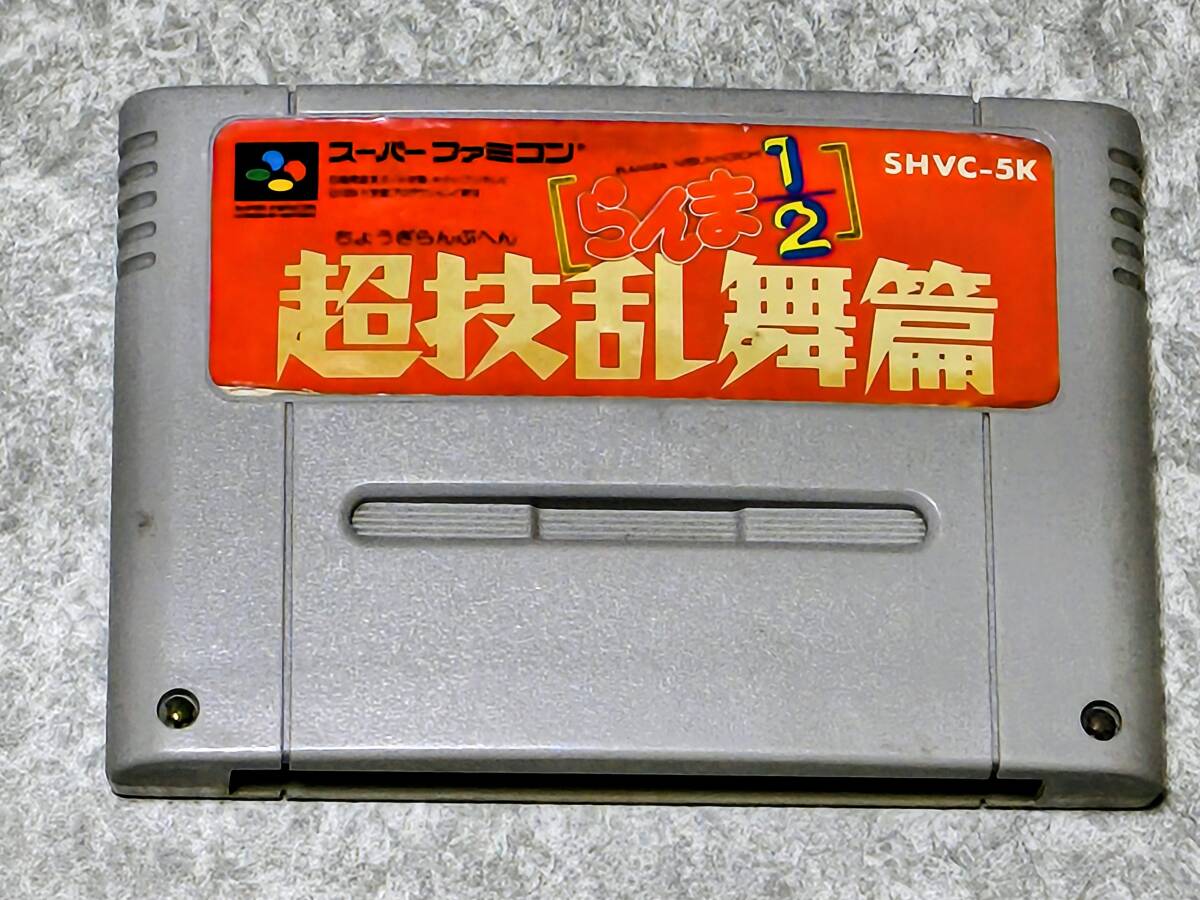 スーパーファミコン
SHVC-5K
[らんま1/2]
ちょうぎらんぶへん
超技乱舞篇